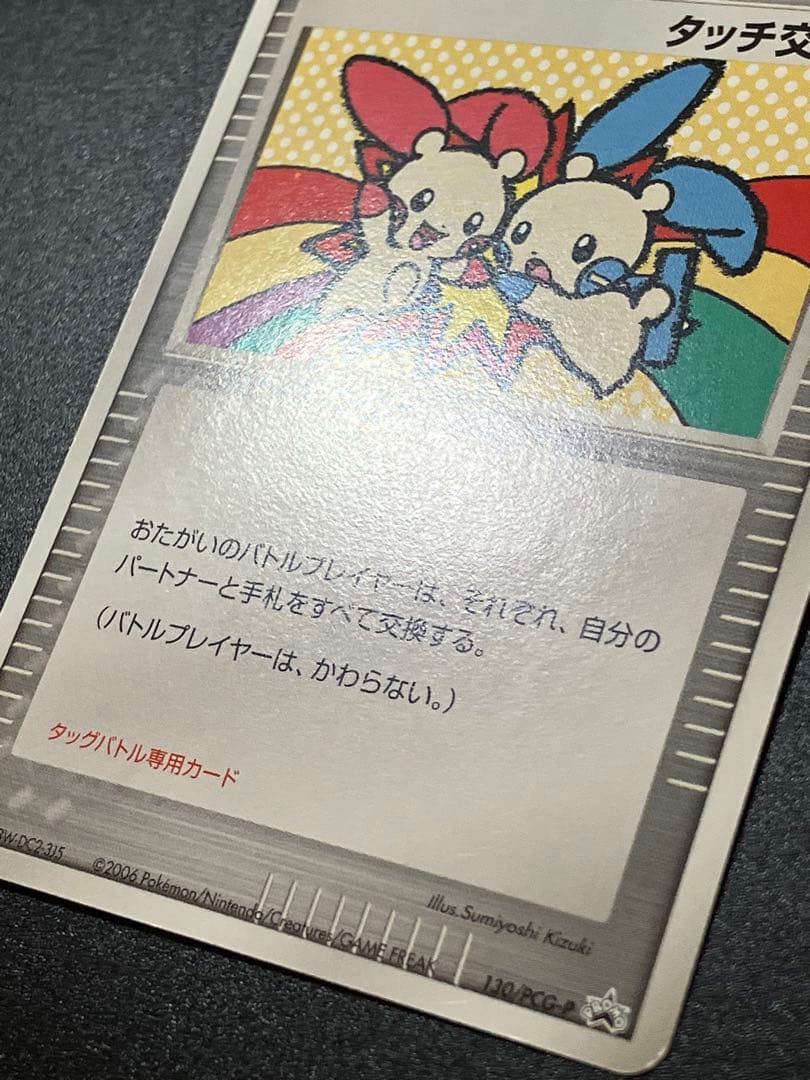 タッチ交
おたがいのバトルプレイヤーは、それぞれ、自分の
パートナーと手札をすべて交換する。
(バトルプレイヤーは、かわらない。)
タッグバトル専用カード
BW-DC2-315 ©2006 Pokémon/Nintendo/Creatures/GAME FREAK
Illus.Sumiyoshi Kizuki
130/PCG-P